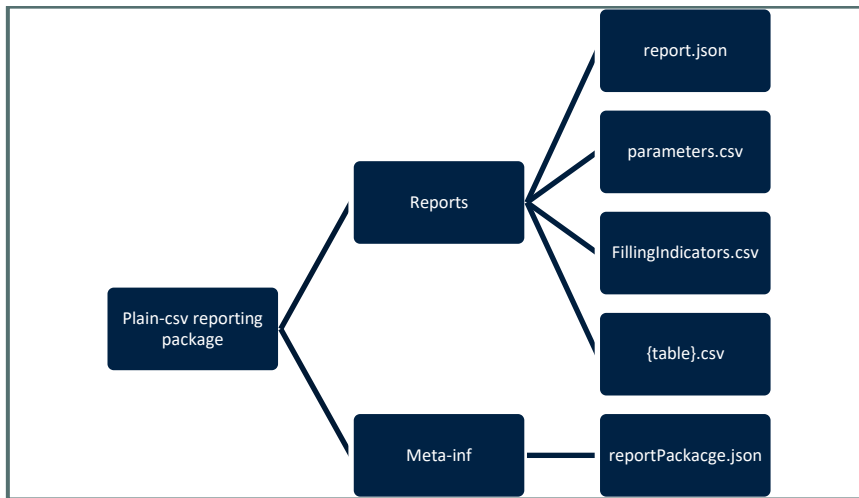 report.json
parameters.csv
Reports
FillingIndicators.csv
Plain-csv reporting
package
{table}.csv
Meta-inf
reportPackacge.json